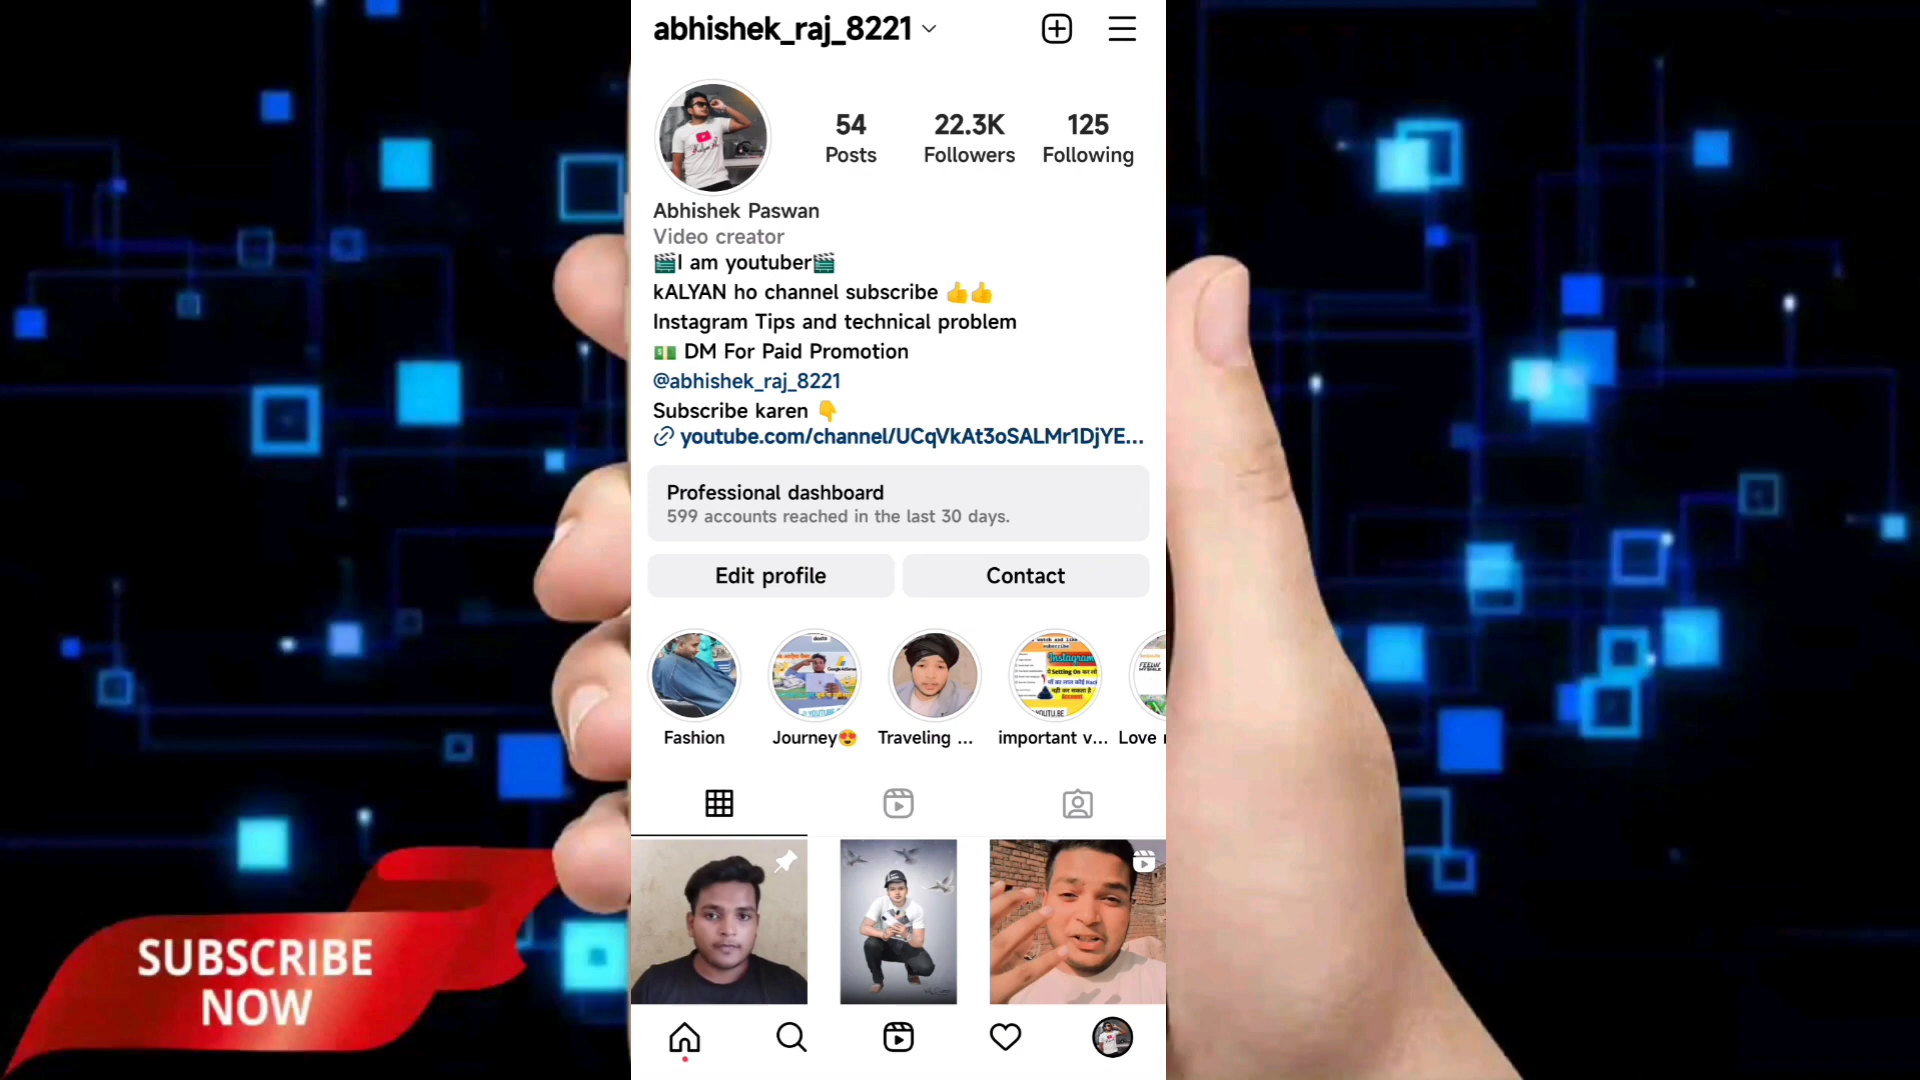 abhishek_raj_8221
54
Posts
22.3K
Followers
125
Following
Abhishek Paswan
Video creator
🎬I am youtuber🎬
kALYAN ho channel subscribe 👍👍
Instagram Tips and technical problem
💵 DM For Paid Promotion
@abhishek_raj_8221
Subscribe karen 👇
youtube.com/channel/UCqVkAt3oSALMr1DjYE...
Professional dashboard
599 accounts reached in the last 30 days.
Edit profile
Contact
Instagram
Fashion
Journey😍
Traveling ...
important v...
Love
SUBSCRIBE
NOW